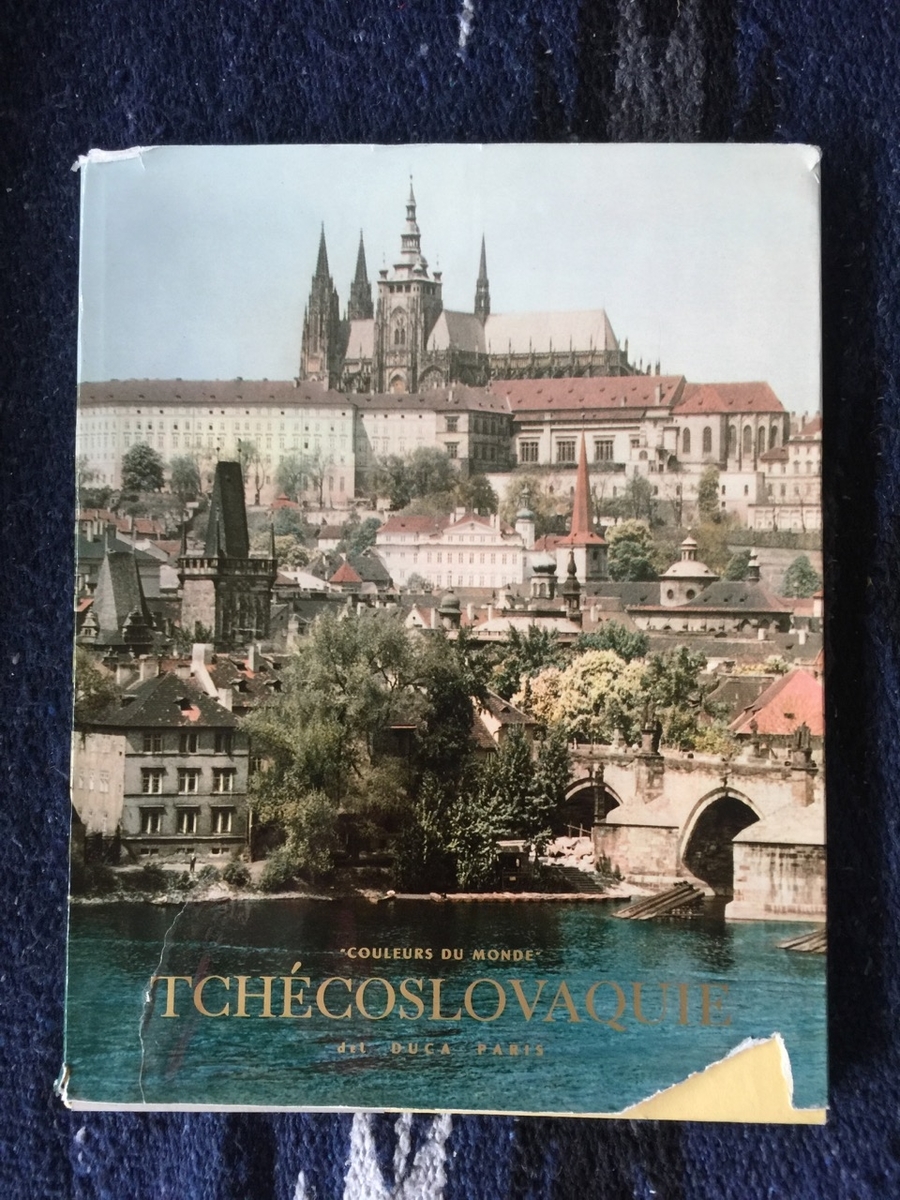 "COULEURS DU MONDE"
TCHÉCOSLOVAQUIE
del DUCA PARIS